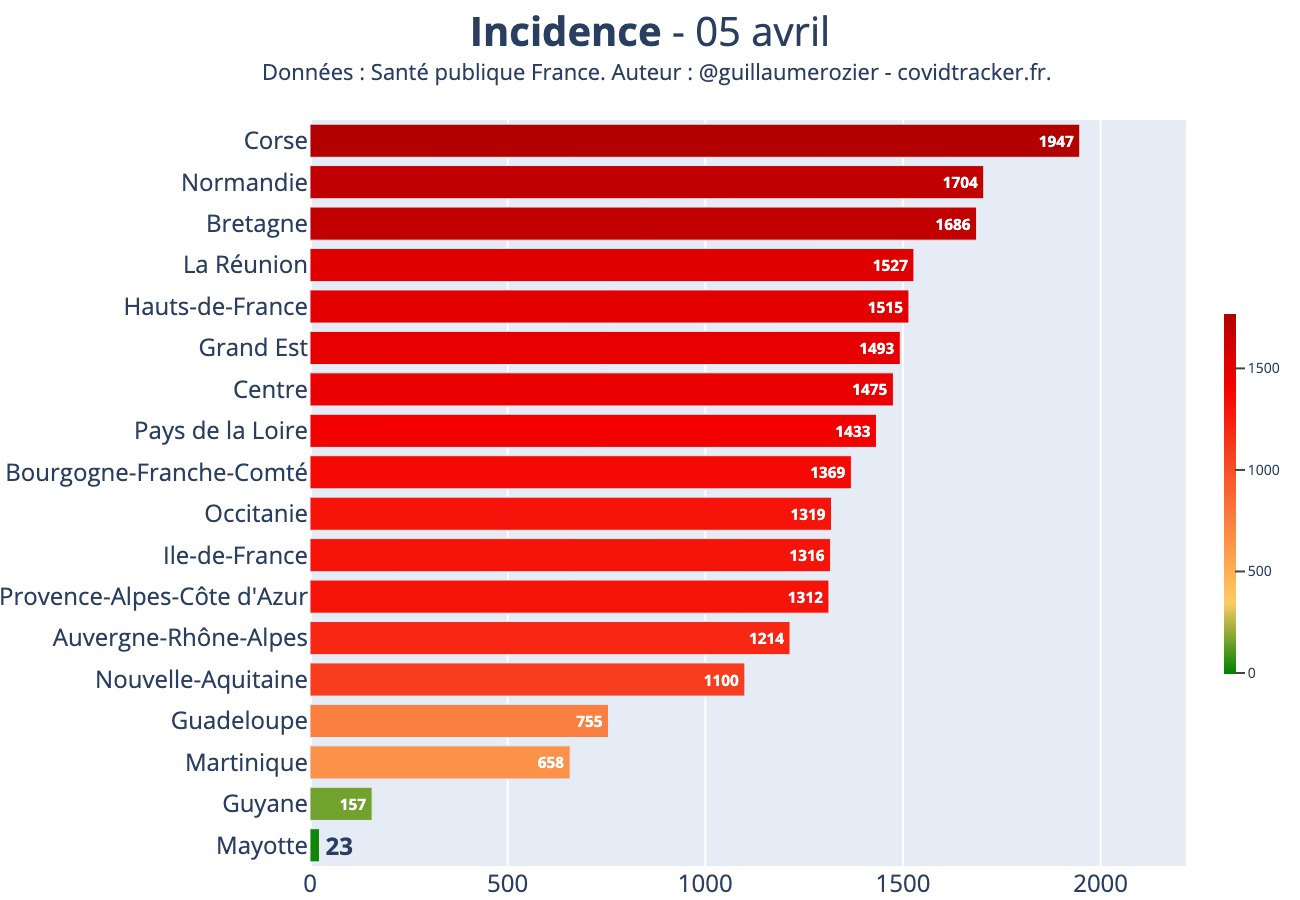 Incidence - 05 avril
Données : Santé publique France. Auteur : @guillaumerozier - covidtracker.fr.
Corse 1947
Normandie 1704
Bretagne 1686
La Réunion 1527
Hauts-de-France 1515
Grand Est 1493
Centre 1475
Pays de la Loire 1433
Bourgogne-Franche-Comté 1369
Occitanie 1319
Ile-de-France 1316
Provence-Alpes-Côte d'Azur 1312
Auvergne-Rhône-Alpes 1214
Nouvelle-Aquitaine 1100
Guadeloupe 755
Martinique 658
Guyane 157
Mayotte 23
0 500 1000 1500 2000
1500
1000
500
0